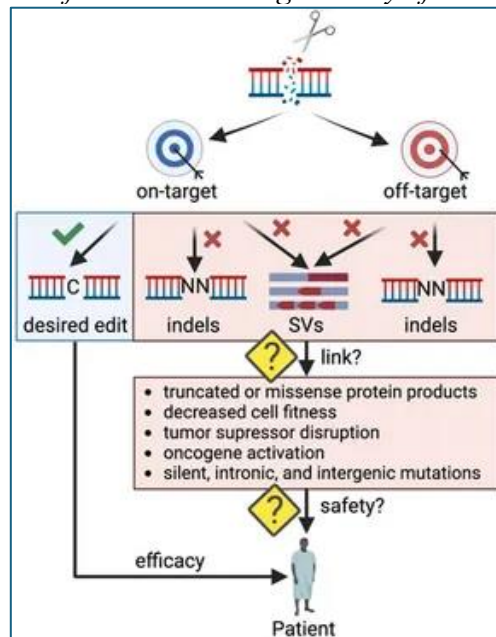 on-target
off-target
C
NN
NN
desired edit
indels
SVs
indels
?
link?
• truncated or missense protein products
• decreased cell fitness
• tumor supressor disruption
• oncogene activation
• silent, intronic, and intergenic mutations
?
safety?
efficacy
Patient